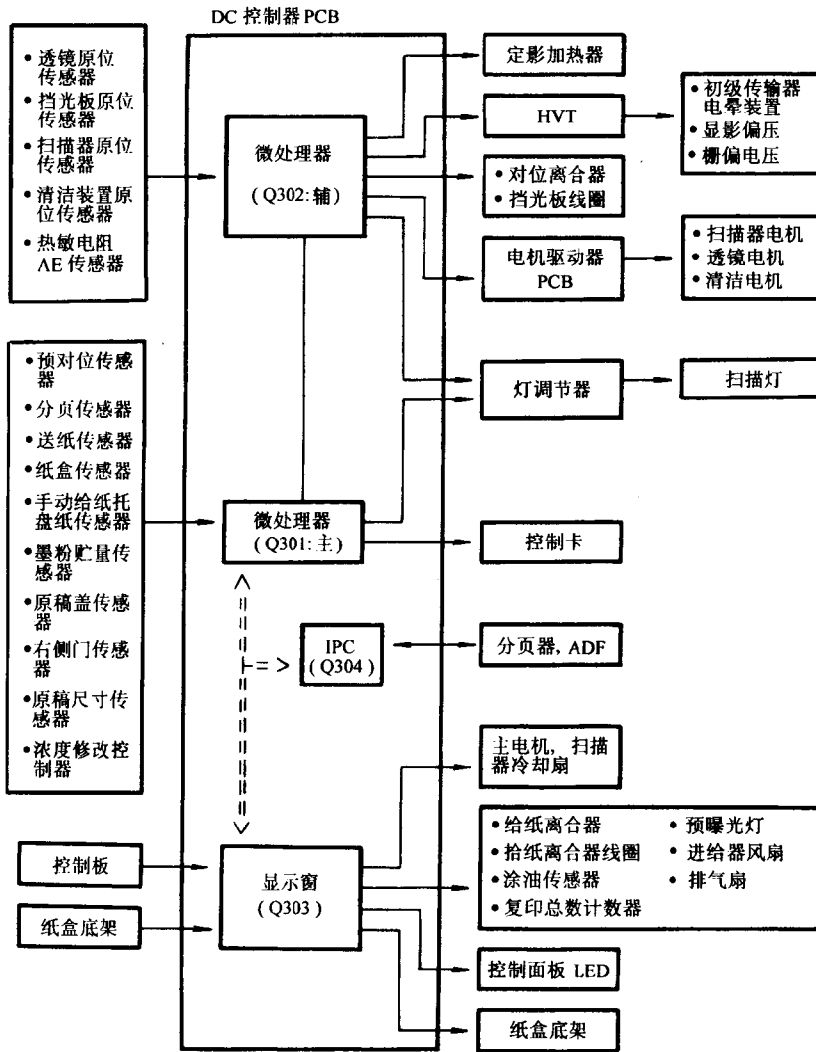 DC 控制器 PCB
• 透镜原位
传感器
• 挡光板原位
传感器
• 扫描器原位
传感器
• 清洁装置原
位传感器
• 热敏电阻
AE 传感器
• 预对位传感
器
• 分页传感器
• 送纸传感器
• 纸盒传感器
• 手动给纸托
盘纸传感器
• 墨粉贮量传
感器
• 原稿盖传感
器
• 右侧门传感
器
• 原稿尺寸传
感器
• 浓度修改控
制器
控制板
纸盒底架
微处理器
(Q302:辅)
微处理器
(Q301:主)
IPC
(Q304)
显示窗
(Q303)
定影加热器
HVT
• 初级传输器
电晕装置
• 显影偏压
• 栅偏电压
• 对位离合器
• 挡光板线圈
电机驱动器
PCB
• 扫描器电机
• 透镜电机
• 清洁电机
灯调节器
扫描灯
控制卡
分页器, ADF
主电机, 扫描
器冷却扇
• 给纸离合器
• 拾纸离合器线圈
• 涂油传感器
• 复印总数计数器
• 预曝光灯
• 进给器风扇
• 排气扇
控制面板 LED
纸盒底架